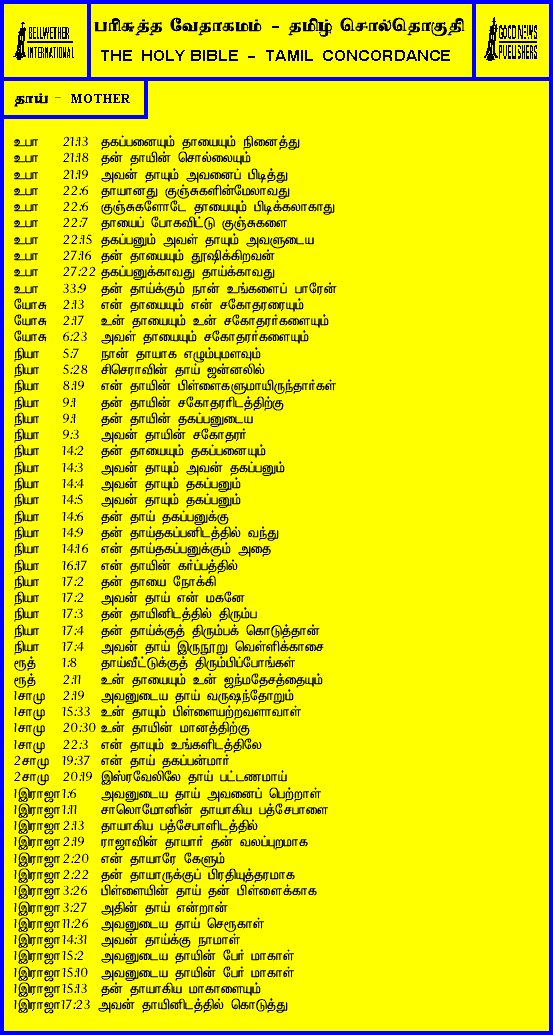 BELLWETHER INTERNATIONAL
பரிசுத்த வேதாகமம் - தமிழ் சொல்தொகுதி
THE HOLY BIBLE - TAMIL CONCORDANCE
GOOD NEWS PUBLISHERS
தாய் - MOTHER
உபா 21:13 தகப்பனையும் தாயையும் நினைத்து
உபா 21:18 தன் தாயின் சொல்லையும்
உபா 21:19 அவன் தாயும் அவனைப் பிடித்து
உபா 22:6 தாயானது குஞ்சுகளின்மேலாவது
உபா 22:6 குஞ்சுகளோடே தாயையும் பிடிக்கலாகாது
உபா 22:7 தாயைப் போகவிட்டு குஞ்சுகளை
உபா 22:15 தகப்பனும் அவள் தாயும் அவளுடைய
உபா 27:16 தன் தாயையும் தூஷிக்கிறவன்
உபா 27:22 தகப்பனுக்காவது தாய்க்காவது
உபா 33:9 தன் தாய்க்கும் நான் உங்களைப் பாரேன்
யோசு 2:13 என் தாயையும் என் சகோதரரையும்
யோசு 2:17 உன் தாயையும் உன் சகோதரர்களையும்
யோசு 6:23 அவள் தாயையும் சகோதரர்களையும்
நியா 5:7 நான் தாயாக எழும்புமளவும்
நியா 5:28 சிசெராவின் தாய் ஜன்னலில்
நியா 8:19 என் தாயின் பிள்ளைகளுமாயிருந்தார்கள்
நியா 9:1 தன் தாயின் சகோதரரிடத்திற்கு
நியா 9:1 தன் தாயின் தகப்பனுடைய
நியா 9:3 அவன் தாயின் சகோதரர்
நியா 14:2 தன் தாயையும் தகப்பனையும்
நியா 14:3 அவன் தாயும் அவன் தகப்பனும்
நியா 14:4 அவன் தாயும் தகப்பனும்
நியா 14:5 அவன் தாயும் தகப்பனும்
நியா 14:6 தன் தாய் தகப்பனுக்கு
நியா 14:9 தன் தாய்தகப்பனிடத்தில் வந்து
நியா 14:16 என் தாய்தகப்பனுக்கும் அதை
நியா 16:17 என் தாயின் கர்ப்பத்தில்
நியா 17:2 தன் தாயை நோக்கி
நியா 17:2 அவன் தாய் என் மகனே
நியா 17:3 தன் தாயினிடத்தில் திரும்ப
நியா 17:4 தன் தாய்க்குத் திரும்பக் கொடுத்தான்
நியா 17:4 அவன் தாய் இருநூறு வெள்ளிக்காசை
ரூத் 1:8 தாய்வீட்டுக்குத் திரும்பிப்போங்கள்
ரூத் 2:11 உன் தாயையும் உன் ஜந்மதேசத்தையும்
1சாமு 2:19 அவனுடைய தாய் வருஷந்தோறும்
1சாமு 15:33 உன் தாயும் பிள்ளையற்றவளாவாள்
1சாமு 20:30 உன் தாயின் மானத்திற்கு
1சாமு 22:3 என் தாயும் உங்களிடத்திலே
2சாமு 19:37 என் தாய் தகப்பன்மார்
2சாமு 20:19 இஸ்ரவேலிலே தாய் பட்டணமாய்
1இராஜா 1:6 அவனுடைய தாய் அவனைப் பெற்றாள்
1இராஜா 1:11 சாலொமோனின் தாயாகிய பத்சேபாளை
1இராஜா 2:13 தாயாகிய பத்சேபாளிடத்தில்
1இராஜா 2:19 ராஜாவின் தாயார் தன் வலப்புறமாக
1இராஜா 2:20 என் தாயாரே கேளும்
1இராஜா 2:22 தன் தாயாருக்குப் பிரதியுத்தரமாக
1இராஜா 3:26 பிள்ளையின் தாய் தன் பிள்ளைக்காக
1இராஜா 3:27 அதின் தாய் என்றான்
1இராஜா 11:26 அவனுடைய தாய் செரூகாள்
1இராஜா 14:31 அவன் தாய்க்கு நாமாள்
1இராஜா 15:2 அவனுடைய தாயின் பேர் மாகாள்
1இராஜா 15:10 அவனுடைய தாயின் பேர் மாகாள்
1இராஜா 15:13 தன் தாயாகிய மாகாளையும்
1இராஜா 17:23 அவன் தாயினிடத்தில் கொடுத்து